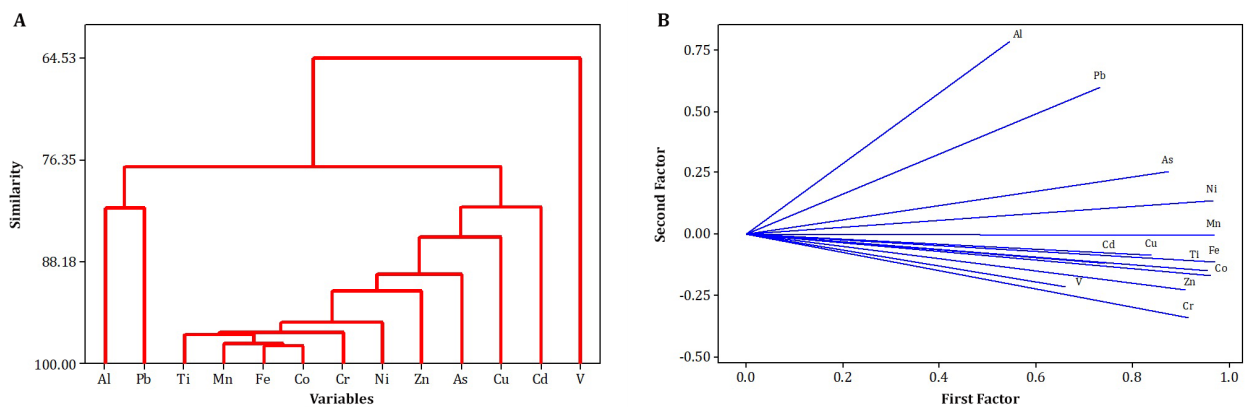 A
64.53
76.35
88.18
100.00
Similarity
Al Pb Ti Mn Fe Co Cr Ni Zn As Cu Cd V
Variables
B
0.75
0.50
0.25
0.00
-0.25
-0.50
Second Factor
Al
Pb
As
Ni
Mn
Cd Cu
Ti Fe
Co
V Zn
Cr
0.0 0.2 0.4 0.6 0.8 1.0
First Factor